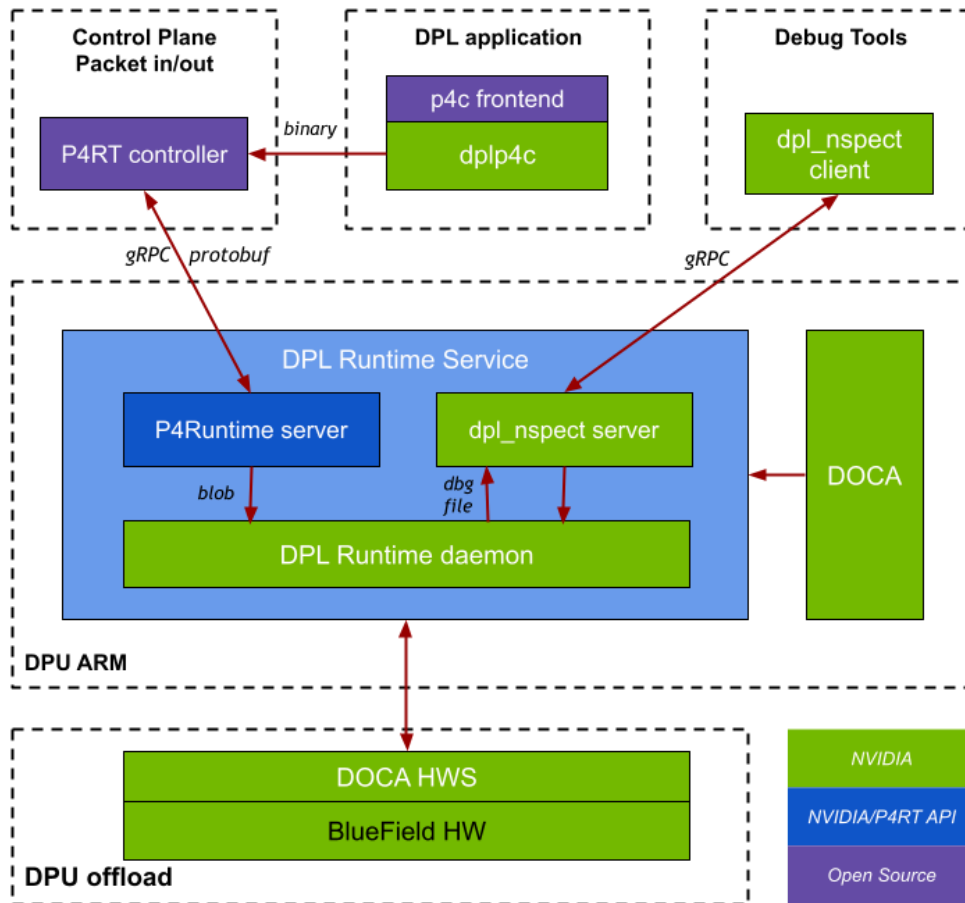 Control Plane
Packet in/out
DPL application
Debug Tools
p4c frontend
P4RT controller
binary
dplp4c
dpl_nspect
client
gRPC
protobuf
gRPC
DPL Runtime Service
P4Runtime server
dpl_nspect server
DOCA
blob
dbg
file
DPL Runtime daemon
DPU ARM
DOCA HWS
BlueField HW
DPU offload
NVIDIA
NVIDIA/P4RT API
Open Source